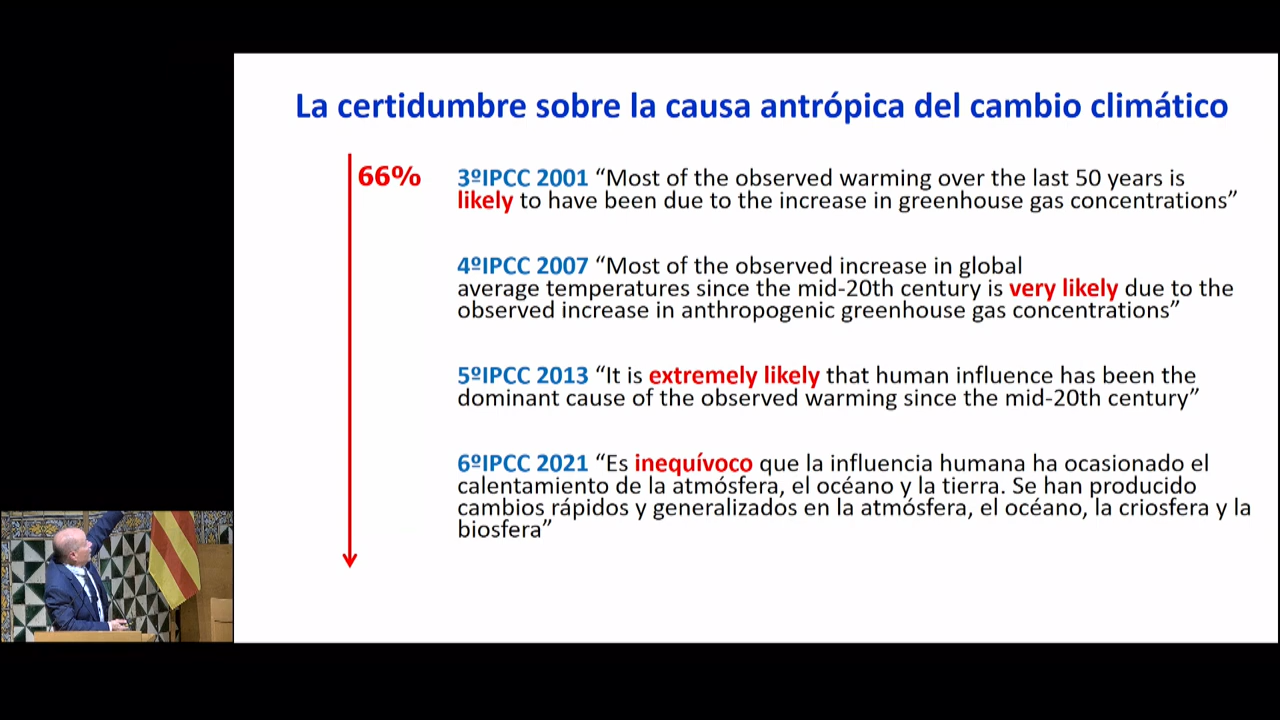 La certidumbre sobre la causa antrópica del cambio climático
66%
3ºIPCC 2001 “Most of the observed warming over the last 50 years is
likely to have been due to the increase in greenhouse gas concentrations”
4ºIPCC 2007 “Most of the observed increase in global
average temperatures since the mid-20th century is very likely due to the
observed increase in anthropogenic greenhouse gas concentrations”
5ºIPCC 2013 “It is extremely likely that human influence has been the
dominant cause of the observed warming since the mid-20th century”
6ºIPCC 2021 “Es inequívoco que la influencia humana ha ocasionado el
calentamiento de la atmósfera, el océano y la tierra. Se han producido
cambios rápidos y generalizados en la atmósfera, el océano, la criosfera y la
biosfera”